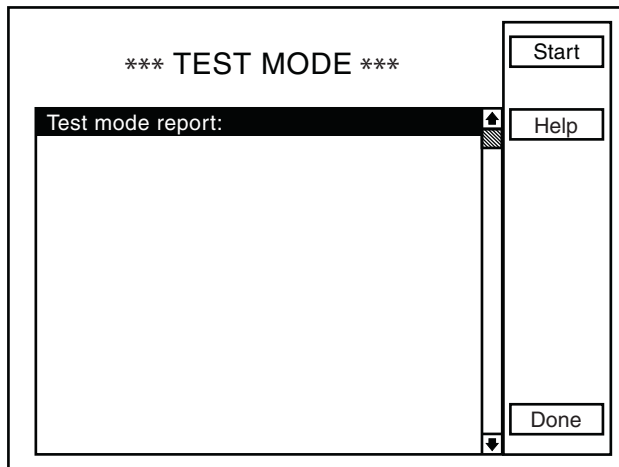 *** TEST MODE ***
Test mode report:
Start
Help
Done